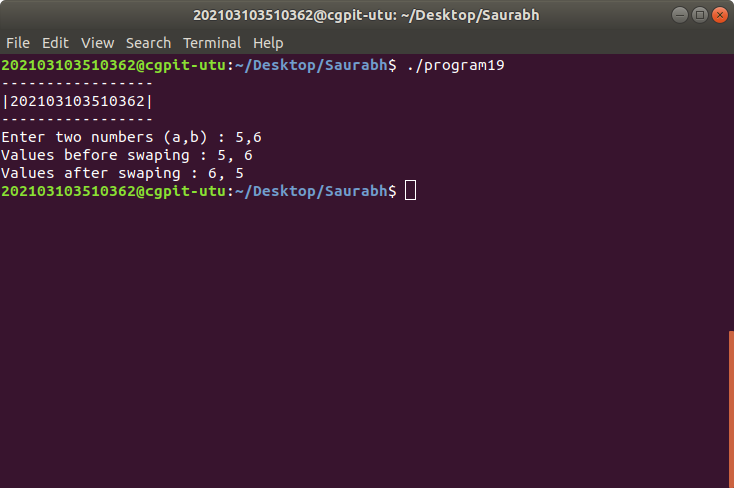 202103103510362@cgpit-utu: ~/Desktop/Saurabh
File Edit View Search Terminal Help
202103103510362@cgpit-utu:~/Desktop/Saurabh$ ./program19
-----------------
|202103103510362|
-----------------
Enter two numbers (a,b) : 5,6
Values before swaping : 5, 6
Values after swaping : 6, 5
202103103510362@cgpit-utu:~/Desktop/Saurabh$